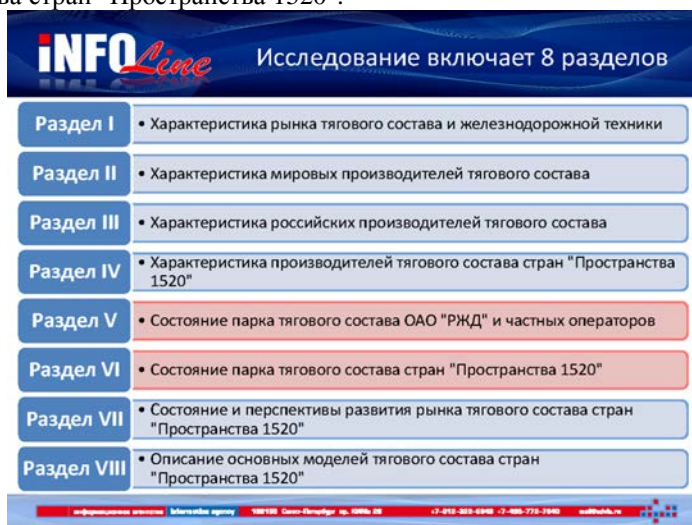 ва стран "Пространства 1520".
iNFOLine
Исследование включает 8 разделов
Раздел I
• Характеристика рынка тягового состава и железнодорожной техники
Раздел II
• Характеристика мировых производителей тягового состава
Раздел III
• Характеристика российских производителей тягового состава
Раздел IV
• Характеристика производителей тягового состава стран "Пространства
1520"
Раздел V
• Состояние парка тягового состава ОАО "РЖД" и частных операторов
Раздел VI
• Состояние парка тягового состава стран "Пространства 1520"
Раздел VII
• Состояние и перспективы развития рынка тягового состава стран
"Пространства 1520"
Раздел VIII
• Описание основных моделей тягового состава стран
"Пространства 1520"
информационное агентство information agency